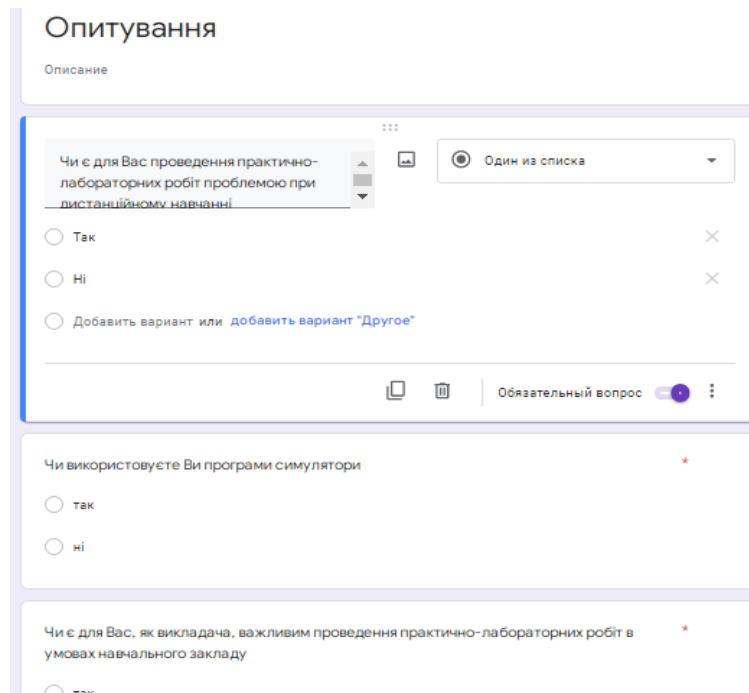 Опитування
Описание
Чи є для Вас проведення практично-
лабораторних робіт проблемою при
дистанційному навчанні
Один из списка
Так
Ні
Добавить вариант или добавить вариант "Другое"
Обязательный вопрос
Чи використовуєте Ви програми симулятори *
так
ні
Чи є для Вас, як викладача, важливим проведення практично-лабораторних робіт в *
умовах навчального закладу
так